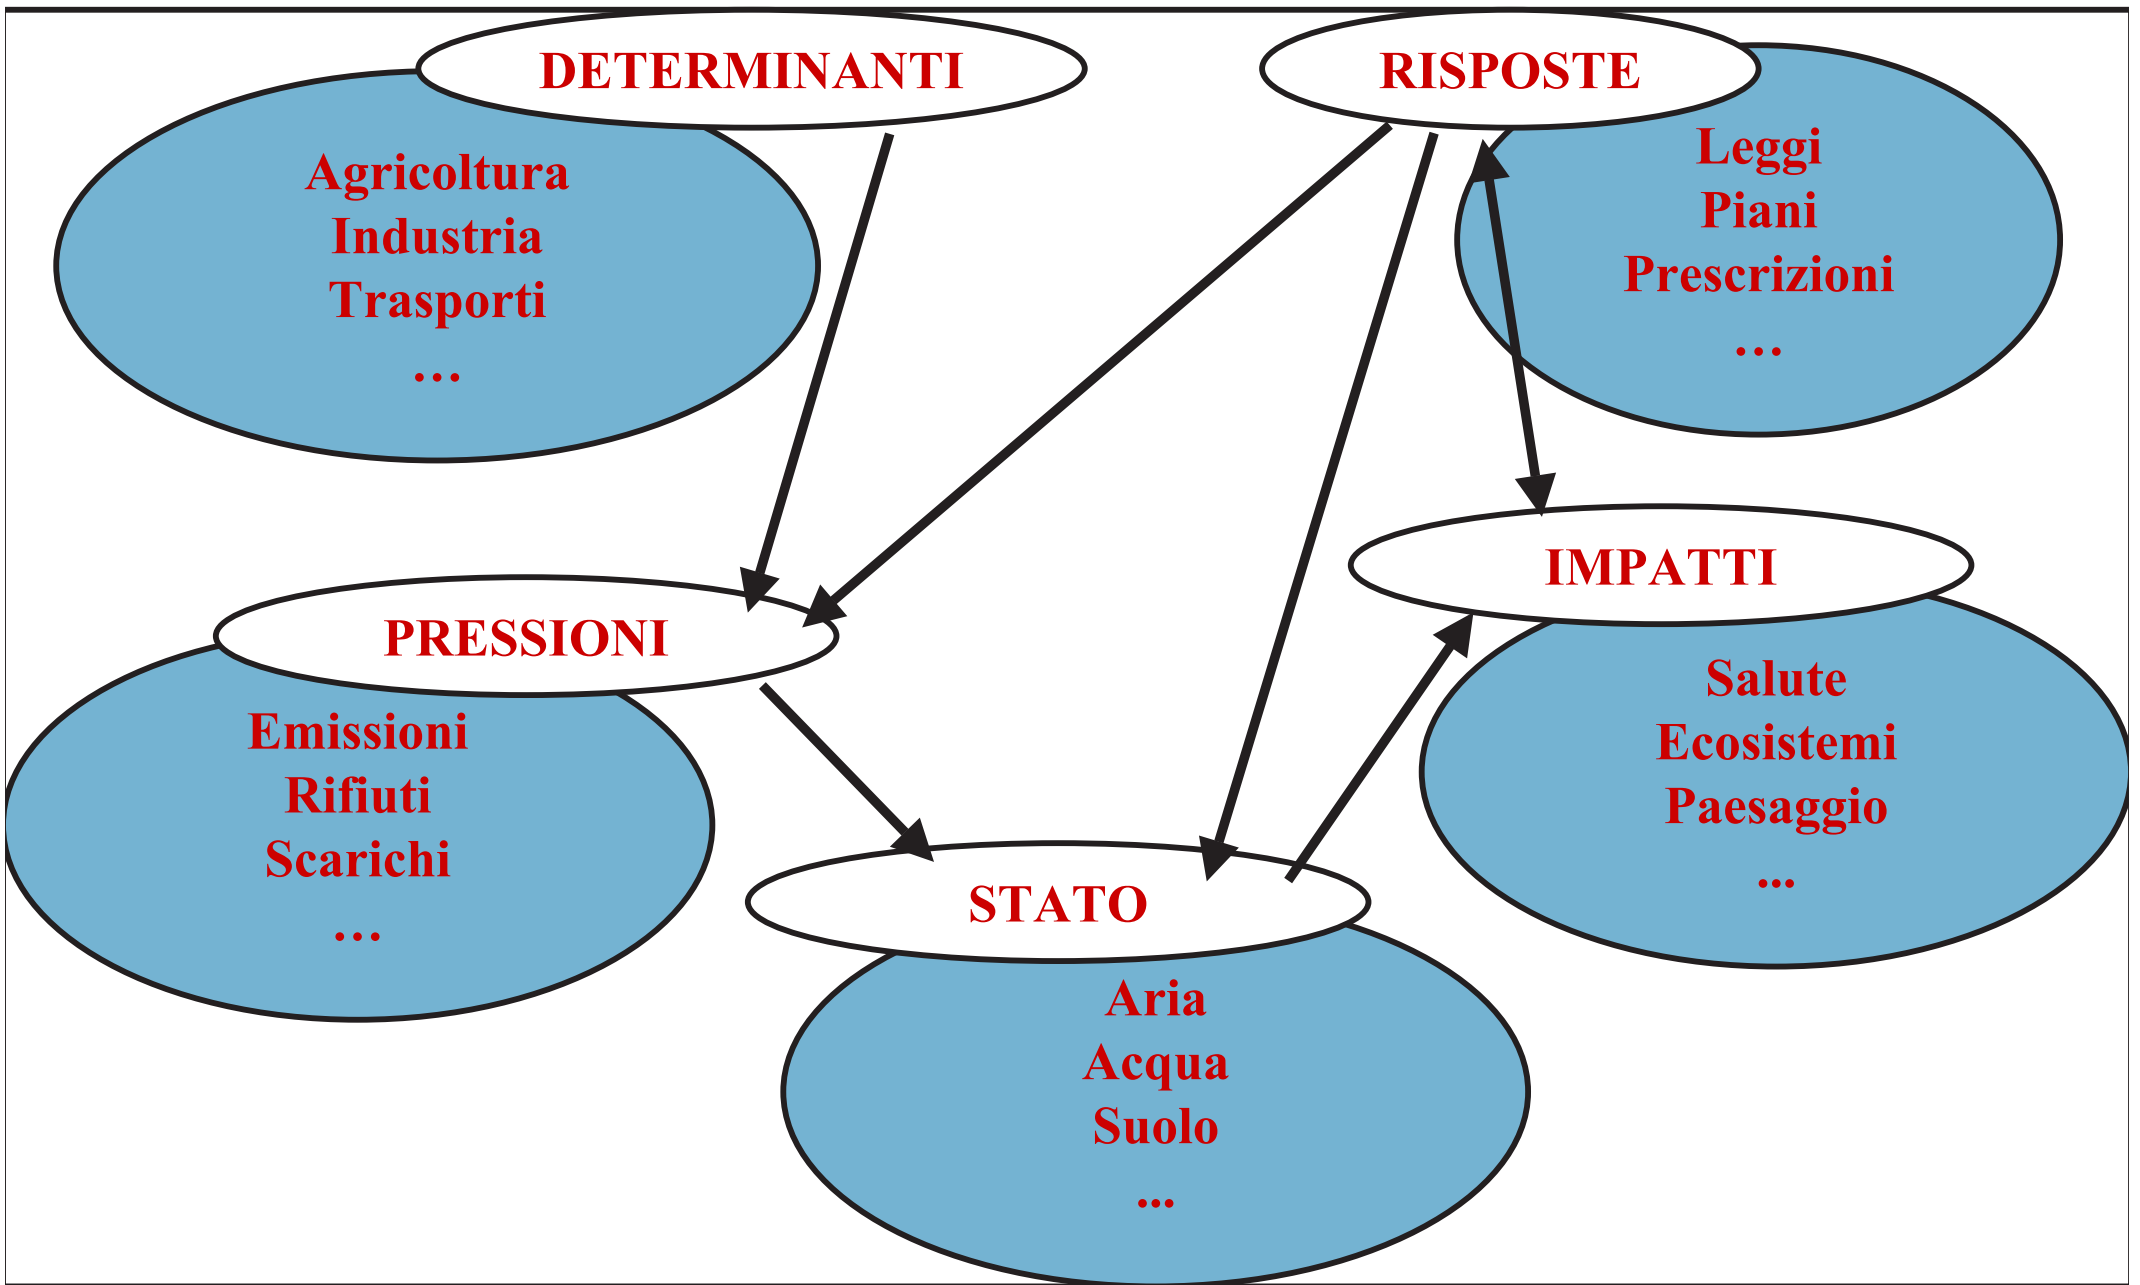 DETERMINANTI
Agricoltura
Industria
Trasporti
…
RISPOSTE
Leggi
Piani
Prescrizioni
…
PRESSIONI
Emissioni
Rifiuti
Scarichi
…
IMPATTI
Salute
Ecosistemi
Paesaggio
...
STATO
Aria
Acqua
Suolo
...